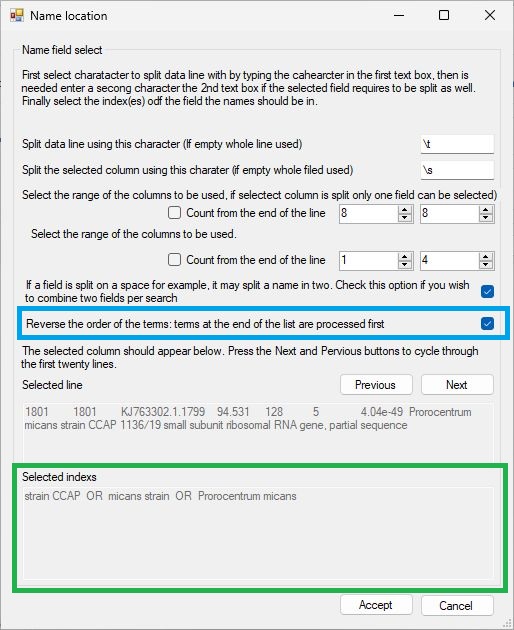 Name location
Name field select
First select charatacter to split data line with by typing the cahearcter in the first text box, then is
needed enter a secong character the 2nd text box if the selected field requires to be split as well.
Finally select the index(es) odf the field the names should be in.
Split data line using this character (If empty whole line used)
\t
Split the selected column using this charater (if empty whole filed used)
\s
Select the range of the columns to be used, if selectect column is split only one field can be selected)
Count from the end of the line
8
8
Select the range of the columns to be used.
Count from the end of the line
1
4
If a field is split on a space for example, it may split a name in two. Check this option if you wish
to combine two fields per search
Reverse the order of the terms: terms at the end of the list are processed first
The selected column should appear below. Press the Next and Pervious buttons to cycle through
the first twenty lines.
Selected line
Previous
Next
1801 1801 KJ763302.1.1799 94.531 128 5 4.04e-49 Prorocentrum
micans strain CCAP 1136/19 small subunit ribosomal RNA gene, partial sequence
Selected indexs
strain CCAP OR micans strain OR Prorocentrum micans
Accept
Cancel